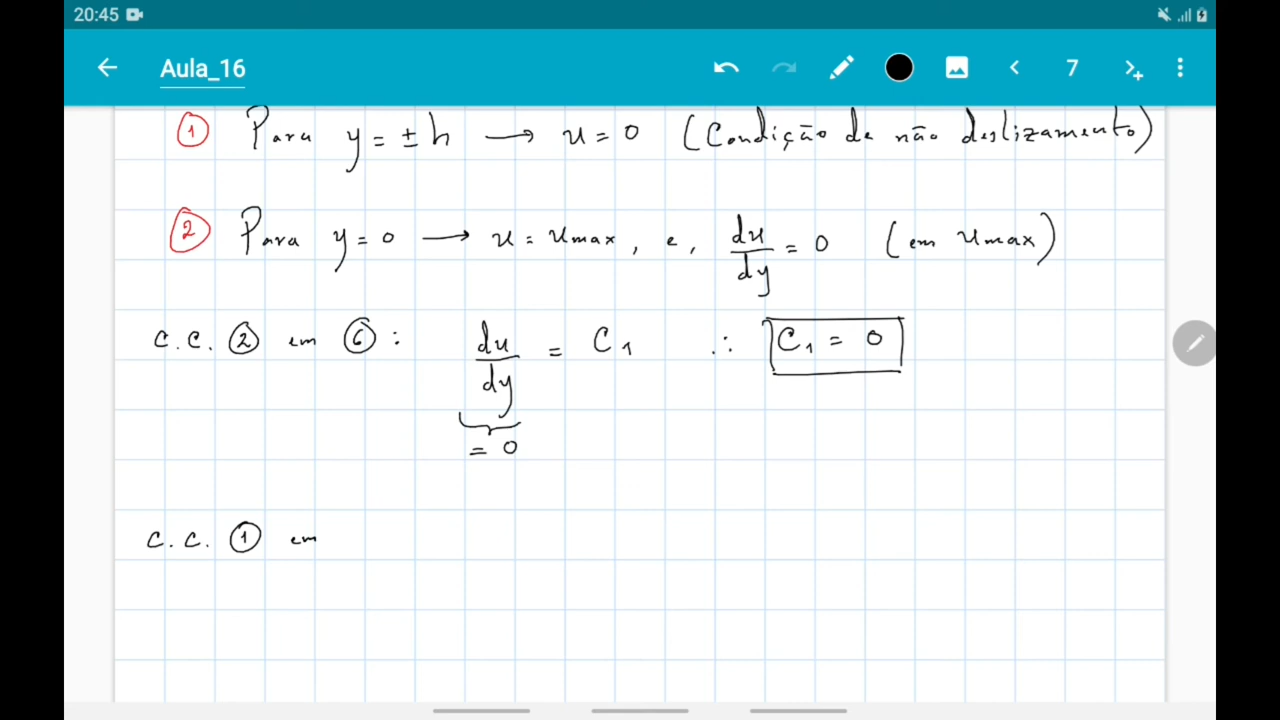 20:45
Aula_16
7
① Para y = ± h → u = 0 (Condição de não deslizamento)
② Para y = 0 → u = umax, e, du/dy = 0 (em umax)
C.C. ② em ⑥: du/dy = C₁ ∴ C₁ = 0
= 0
C.C. ① em